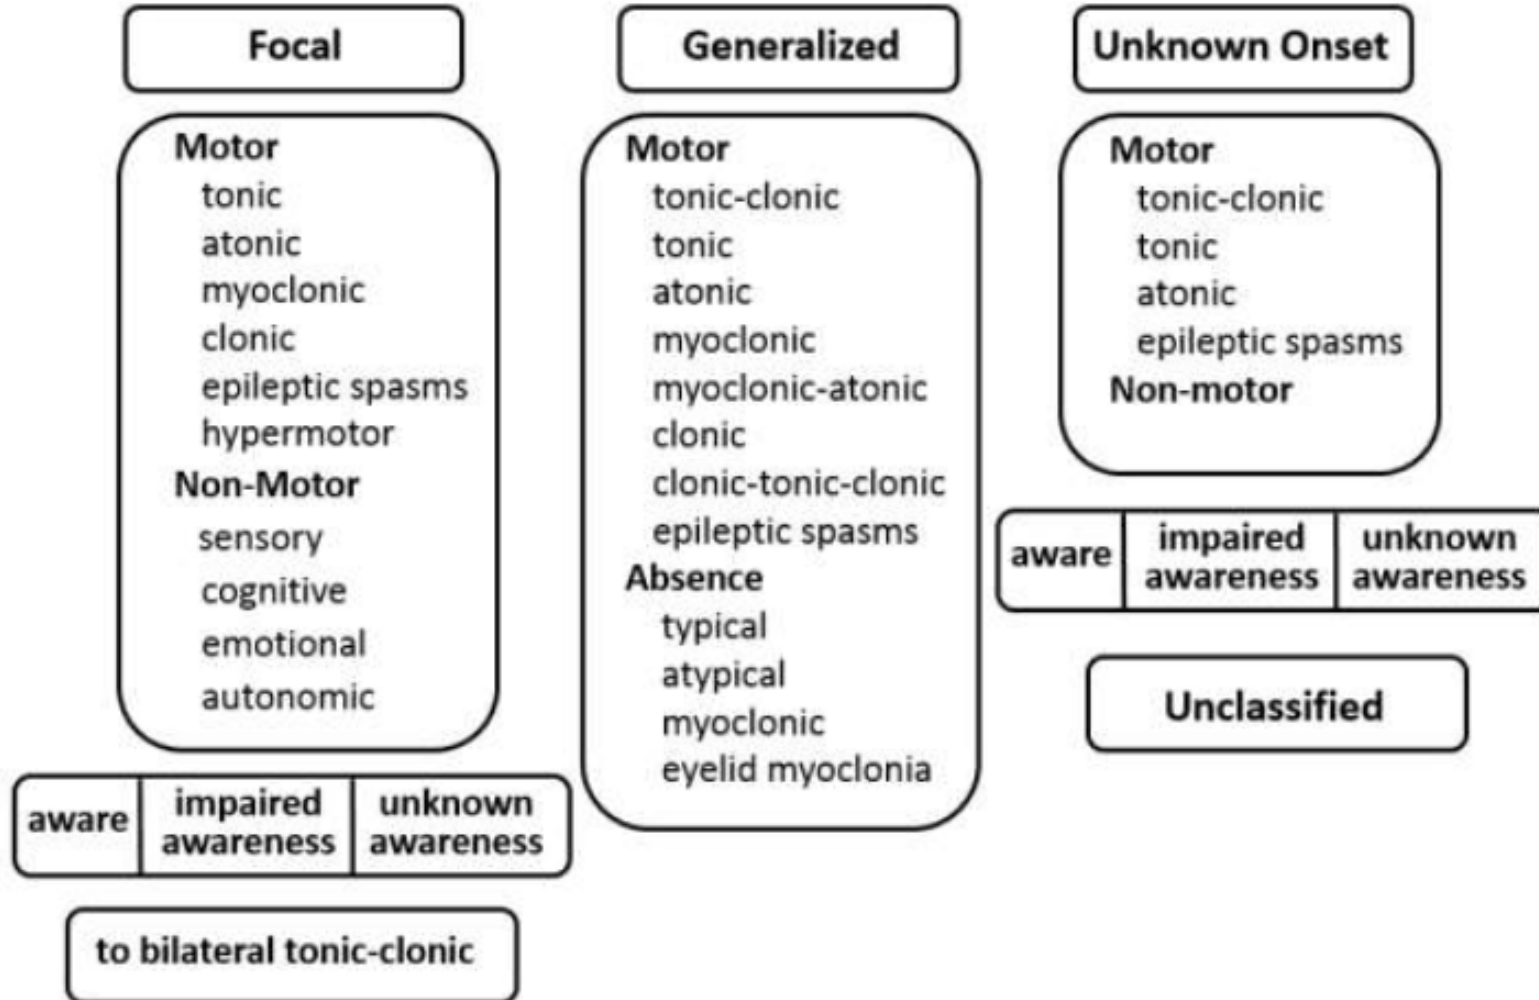 Focal
Motor
tonic
atonic
myoclonic
clonic
epileptic spasms
hypermotor
Non-Motor
sensory
cognitive
emotional
autonomic
aware
impaired
awareness
unknown
awareness
to bilateral tonic-clonic
Generalized
Motor
tonic-clonic
tonic
atonic
myoclonic
myoclonic-atonic
clonic
clonic-tonic-clonic
epileptic spasms
Absence
typical
atypical
myoclonic
eyelid myoclonia
Unknown Onset
Motor
tonic-clonic
tonic
atonic
epileptic spasms
Non-motor
aware
impaired
awareness
unknown
awareness
Unclassified